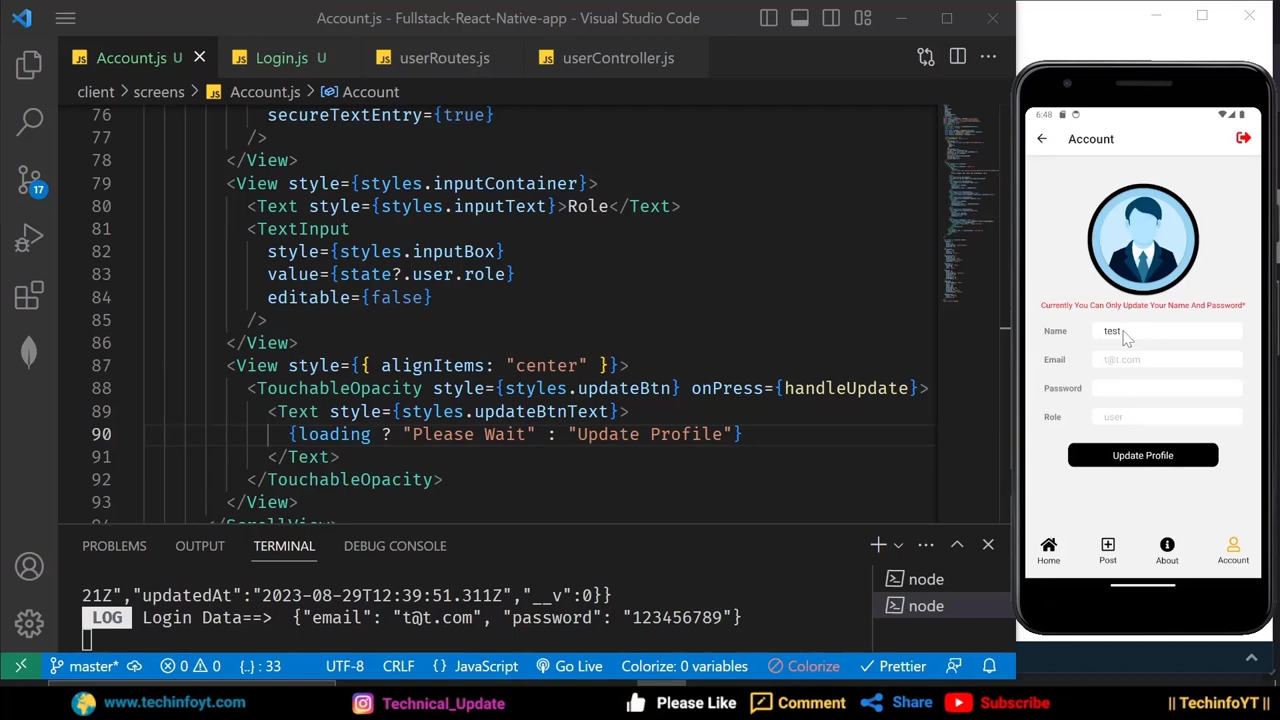 Account.js - Fullstack-React-Native-app - Visual Studio Code
Account.js U
Login.js U
userRoutes.js
userController.js
client > screens > Account.js > Account
76 secureTextEntry={true}
77 />
78 </View>
79 <View style={styles.inputContainer}>
80 <Text style={styles.inputText}>Role</Text>
81 <TextInput
82 style={styles.inputBox}
83 value={state?.user.role}
84 editable={false}
85 />
86 </View>
87 <View style={{ alignItems: "center" }}>
88 <TouchableOpacity style={styles.updateBtn} onPress={handleUpdate}>
89 <Text style={styles.updateBtnText}>
90 {loading ? "Please Wait" : "Update Profile"}
91 </Text>
92 </TouchableOpacity>
93 </View>
94 </ScrollView>
17
PROBLEMS OUTPUT TERMINAL DEBUG CONSOLE
21Z","updatedAt":"2023-08-29T12:39:51.311Z","__v":0}}
LOG Login Data==> {"email": "t@t.com", "password": "123456789"}
node
node
master* 0 0 {..} : 33 UTF-8 CRLF {} JavaScript Go Live Colorize: 0 variables Colorize Prettier
6:48
Account
Currently You Can Only Update Your Name And Password*
Name test
Email t@t.com
Password
Role user
Update Profile
Home Post About Account
www.techinfoyt.com Technical_Update Please Like Comment Share Subscribe || TechinfoYT ||